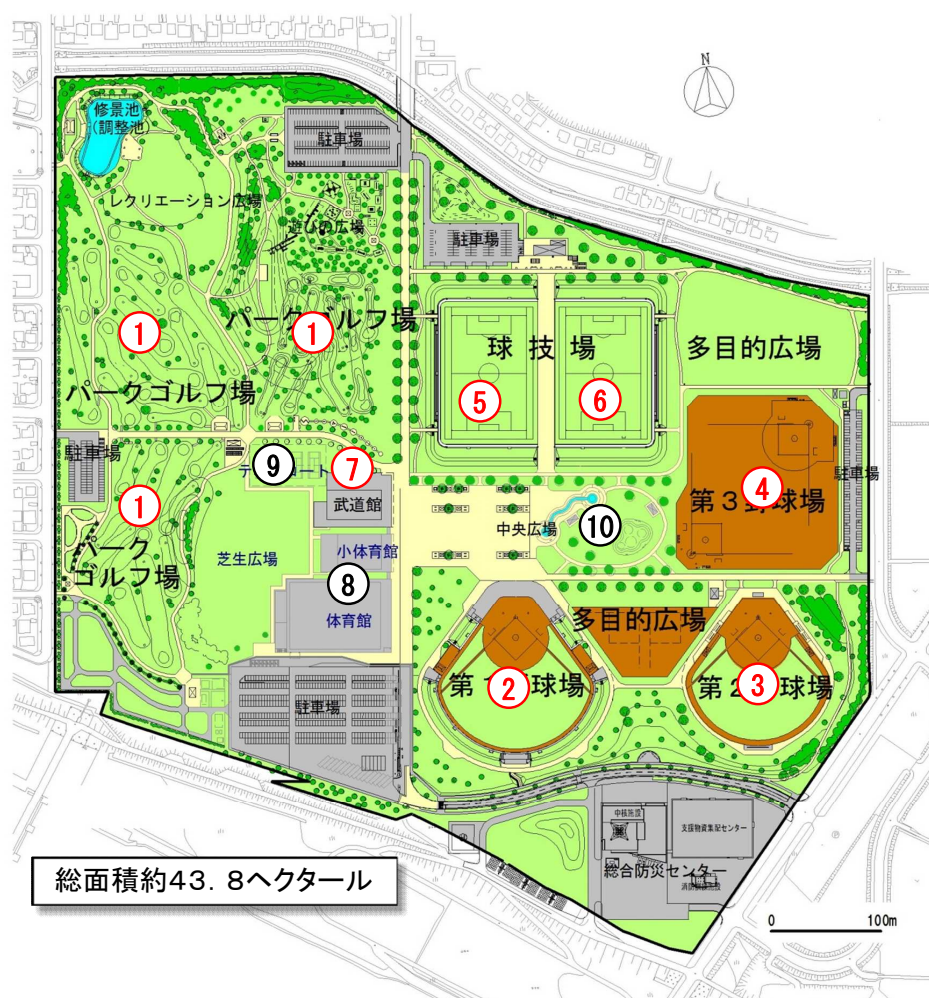 N
修景池
(調整池)
駐車場
レクリエーション広場
遊びの広場
駐車場
パークゴルフ場
1
1
球技場
多目的広場
5
6
パークゴルフ場
駐車場
9
7
4
第3野球場
駐車場
武道館
1
中央広場
10
パーク
ゴルフ場
芝生広場
小体育館
8
体育館
多目的広場
第1野球場
2
第2野球場
3
駐車場
中核施設
支援物資集配センター
総合防災センター
総面積約43.8ヘクタール
0 100m